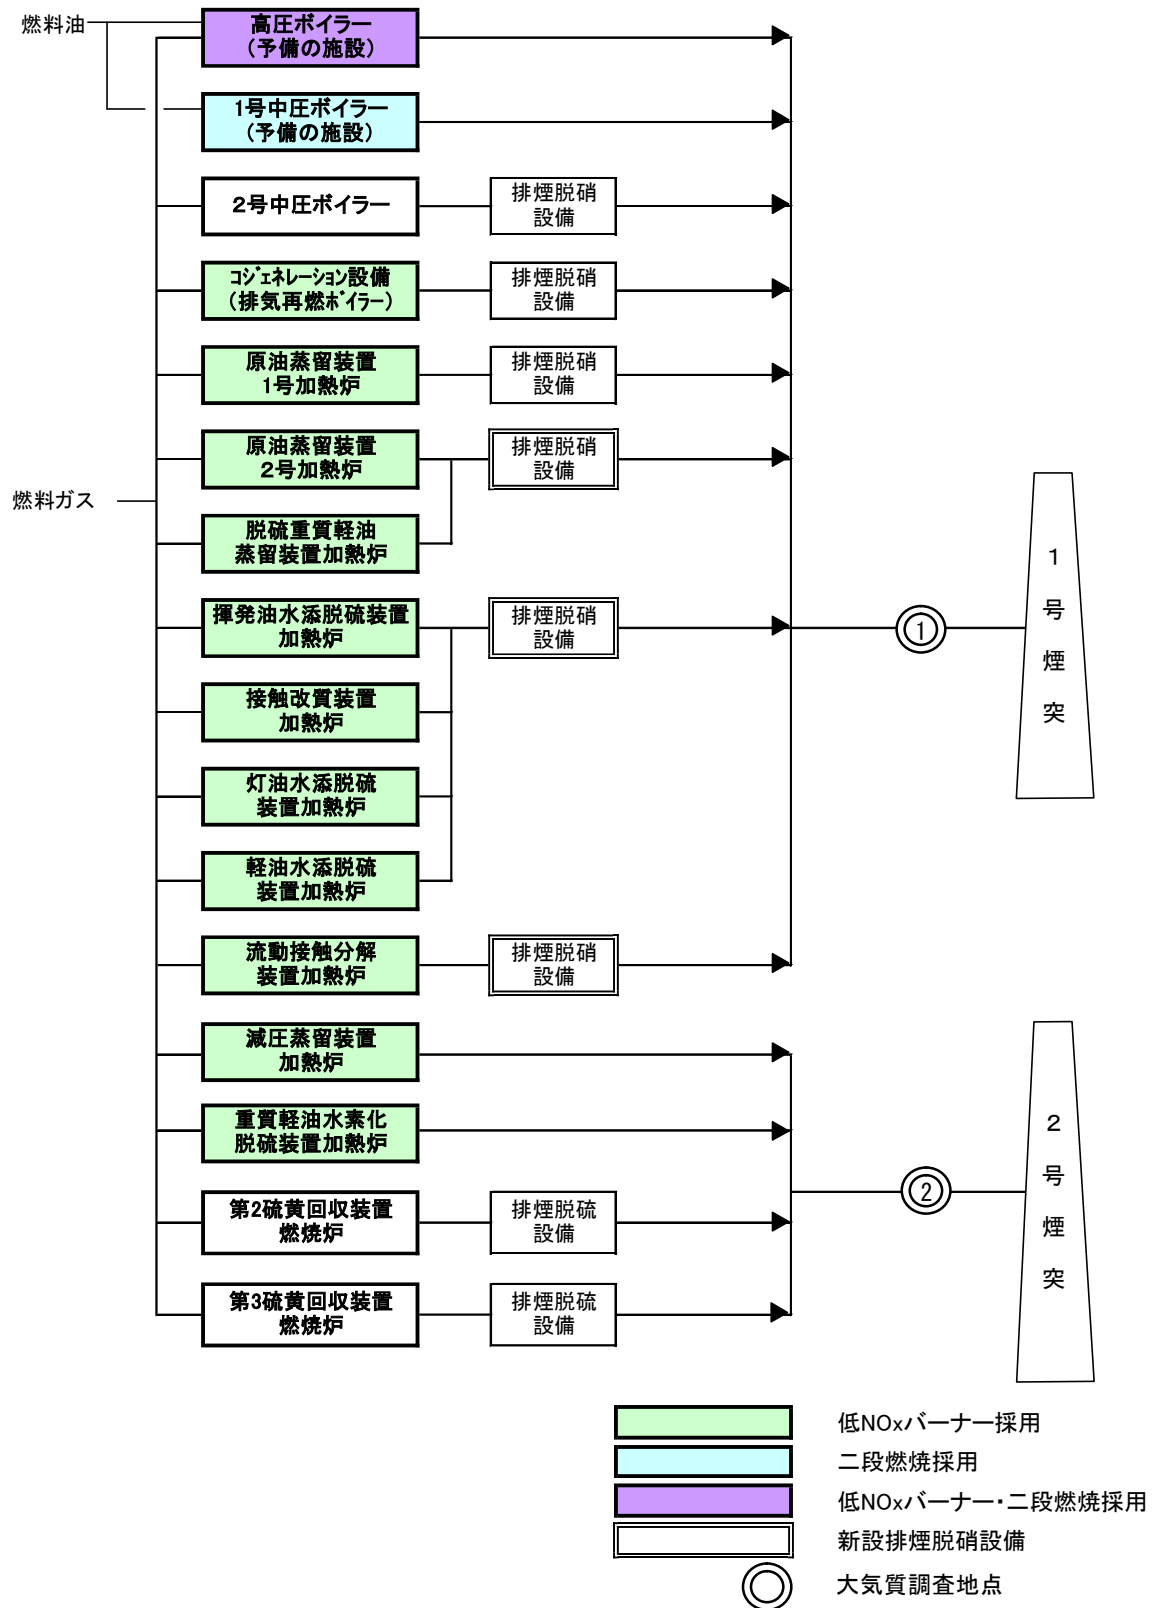 燃料油
高圧ボイラー
(予備の施設)
1号中圧ボイラー
(予備の施設)
2号中圧ボイラー
排煙脱硝
設備
コジェネレーション設備
(排気再燃ボイラー)
排煙脱硝
設備
原油蒸留装置
1号加熱炉
排煙脱硝
設備
原油蒸留装置
2号加熱炉
排煙脱硝
設備
燃料ガス
脱硫重質軽油
蒸留装置加熱炉
揮発油水添脱硫装置
加熱炉
排煙脱硝
設備
①
1号煙突
接触改質装置
加熱炉
灯油水添脱硫
装置加熱炉
軽油水添脱硫
装置加熱炉
流動接触分解
装置加熱炉
排煙脱硝
設備
減圧蒸留装置
加熱炉
重質軽油水素化
脱硫装置加熱炉
②
2号煙突
第2硫黄回収装置
燃焼炉
排煙脱硫
設備
第3硫黄回収装置
燃焼炉
排煙脱硫
設備
低NOxバーナー採用
二段燃焼採用
低NOxバーナー・二段燃焼採用
新設排煙脱硝設備
大気質調査地点